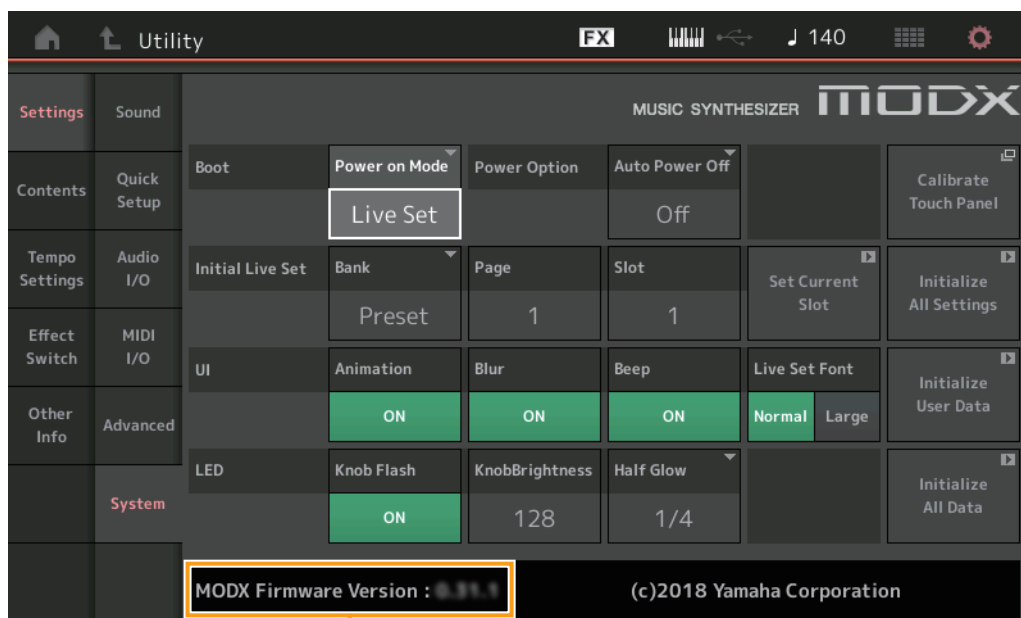 Utility
FX
140
Settings
Sound
MUSIC SYNTHESIZER MODX
Contents
Quick
Setup
Boot
Power on Mode
Live Set
Power Option
Auto Power Off
Off
Calibrate
Touch Panel
Tempo
Settings
Audio
I/O
Initial Live Set
Bank
Preset
Page
1
Slot
1
Set Current
Slot
Initialize
All Settings
Effect
Switch
MIDI
I/O
UI
Animation
ON
Blur
ON
Beep
ON
Live Set Font
Normal Large
Initialize
User Data
Other
Info
Advanced
LED
Knob Flash
ON
KnobBrightness
128
Half Glow
1/4
Initialize
All Data
System
MODX Firmware Version :
(c)2018 Yamaha Corporation